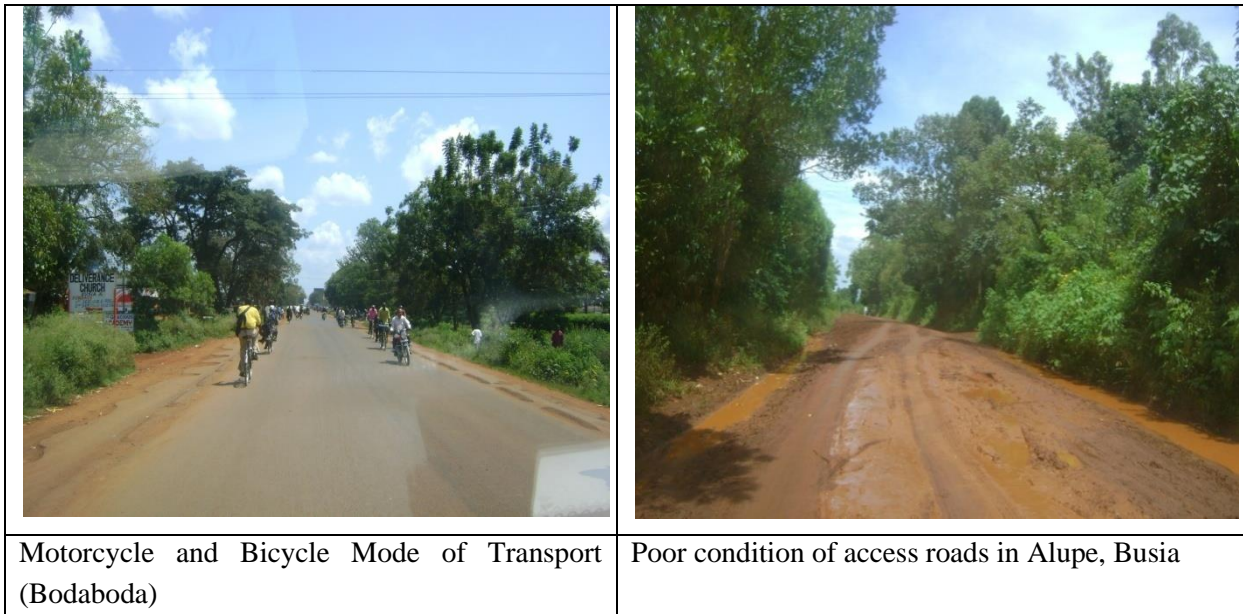 DELIVERANCE
CHURCH
Motorcycle and Bicycle Mode of Transport
(Bodaboda)
Poor condition of access roads in Alupe, Busia